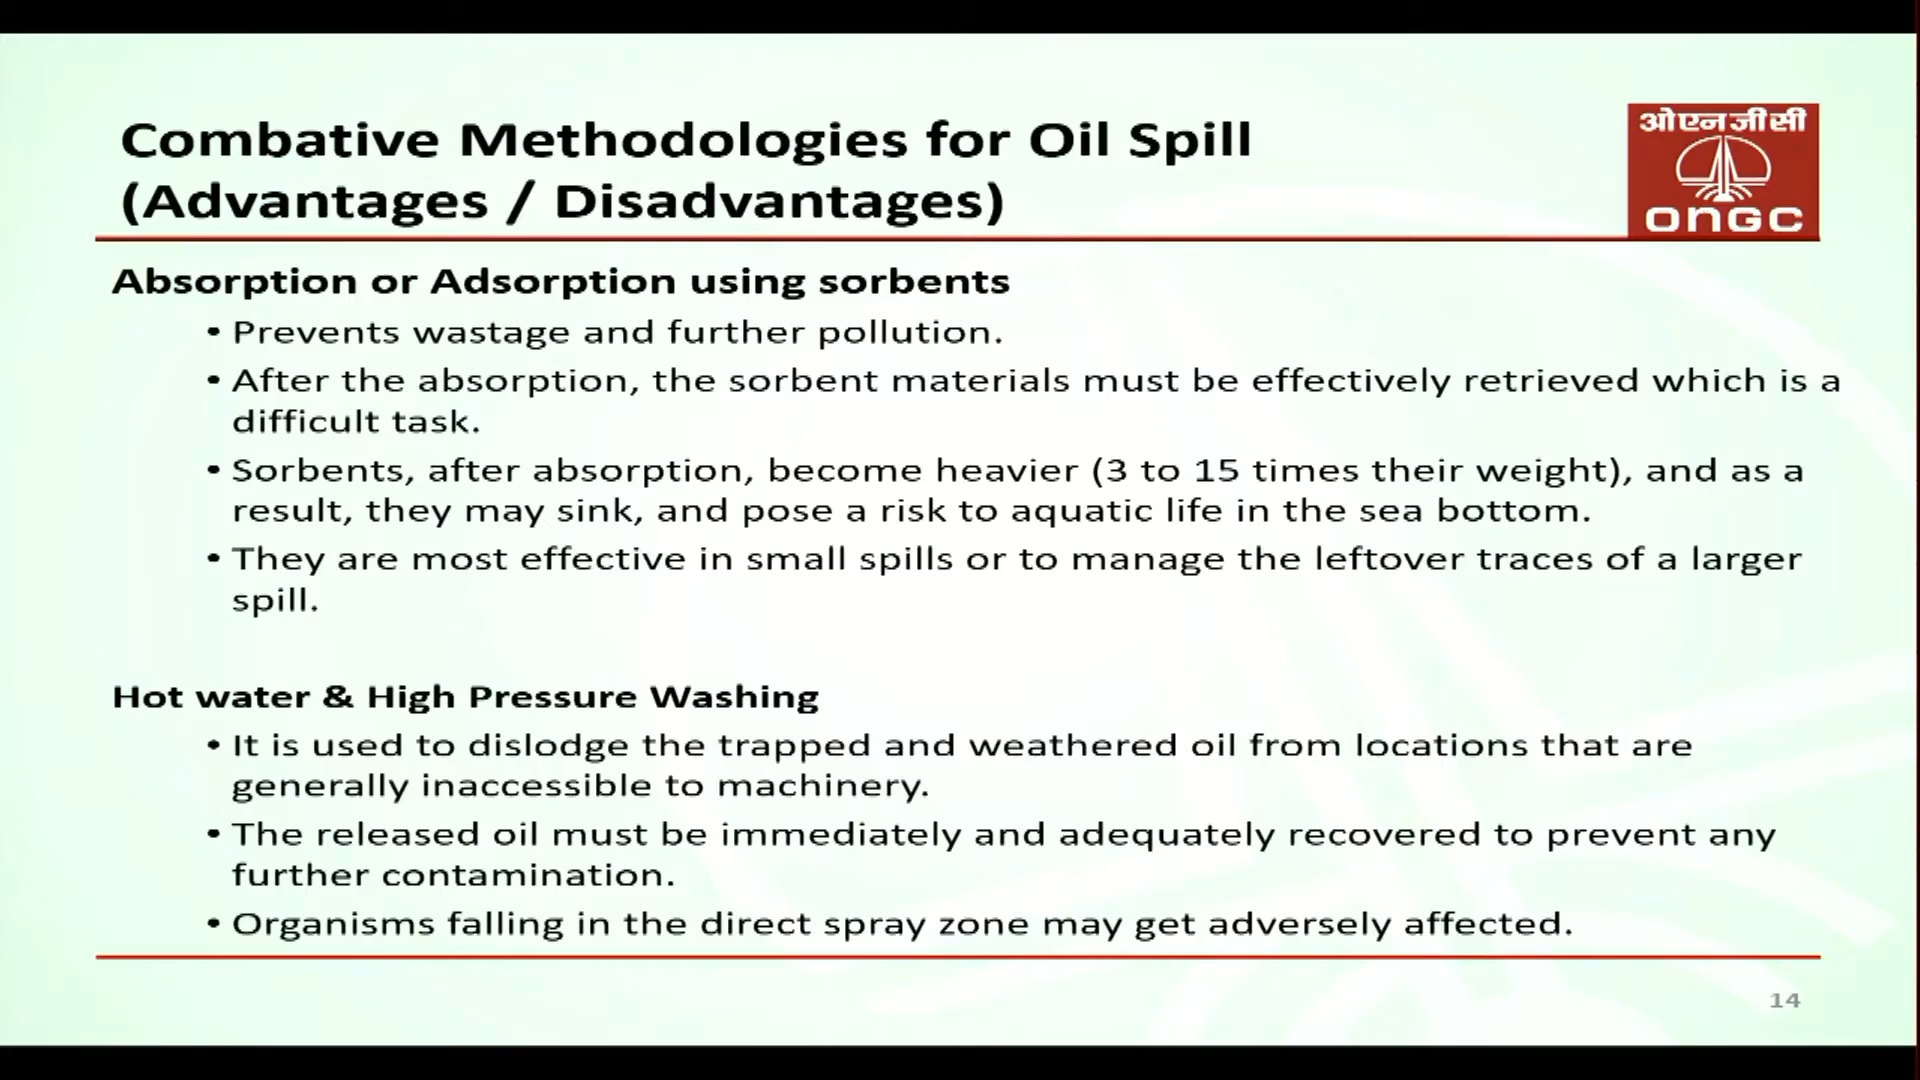 Combative Methodologies for Oil Spill
(Advantages / Disadvantages)
ओएनजीसी
ONGC
Absorption or Adsorption using sorbents
• Prevents wastage and further pollution.
• After the absorption, the sorbent materials must be effectively retrieved which is a
difficult task.
• Sorbents, after absorption, become heavier (3 to 15 times their weight), and as a
result, they may sink, and pose a risk to aquatic life in the sea bottom.
• They are most effective in small spills or to manage the leftover traces of a larger
spill.
Hot water & High Pressure Washing
• It is used to dislodge the trapped and weathered oil from locations that are
generally inaccessible to machinery.
• The released oil must be immediately and adequately recovered to prevent any
further contamination.
• Organisms falling in the direct spray zone may get adversely affected.
14